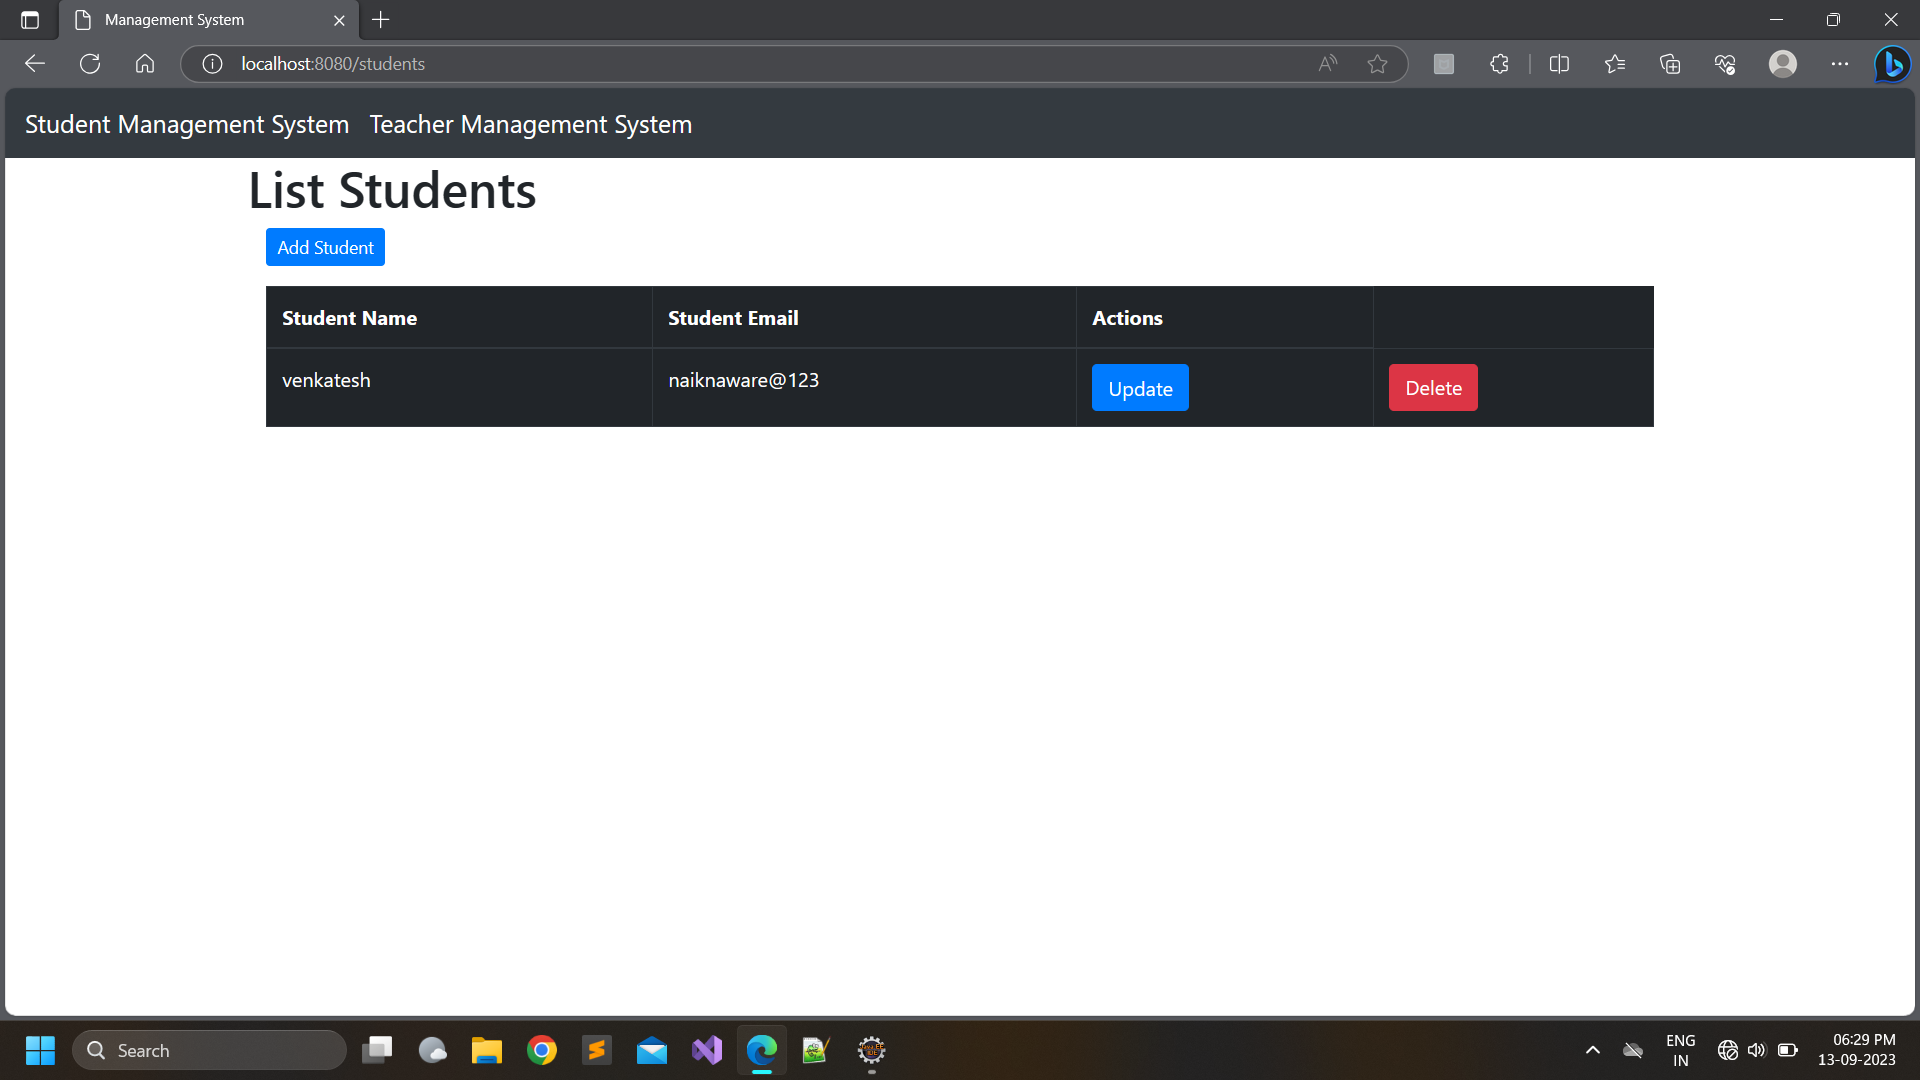 Management System
localhost:8080/students
Student Management System Teacher Management System
List Students
Add Student
Student Name Student Email Actions
venkatesh naiknaware@123 Update Delete
Search
ENG
IN
06:29 PM
13-09-2023